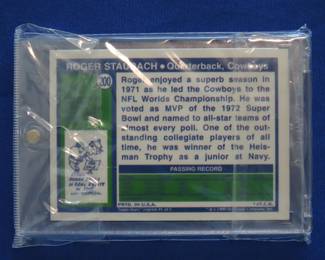 ROGER STAUBACH • Quarterback, Cowboys
200
Roger enjoyed a superb season in
1971 as he led the Cowboys to the
NFL Worlds Championship. He was
voted as MVP of the 1972 Super
Bowl and named to all-star teams of
almost every poll. One of the out-
standing collegiate players of all
time, he was winner of the Heis-
man Trophy as a junior at Navy.
PASSING RECORD
PRTD. IN U.S.A.